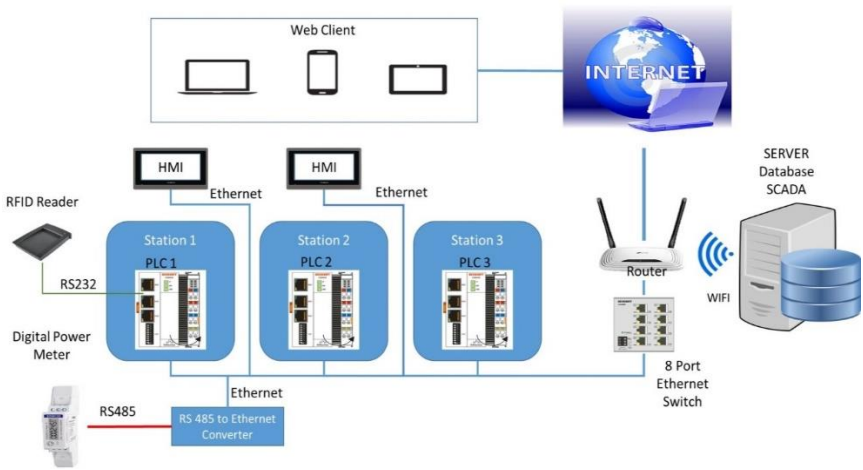 Web Client
INTERNET
HMI
HMI
Ethernet
Ethernet
SERVER
Database
SCADA
RFID Reader
Station 1
Station 2
Station 3
PLC 1
PLC 2
PLC 3
Router
RS232
WIFI
Digital Power
Meter
8 Port
Ethernet
Switch
Ethernet
RS485
RS 485 to Ethernet
Converter